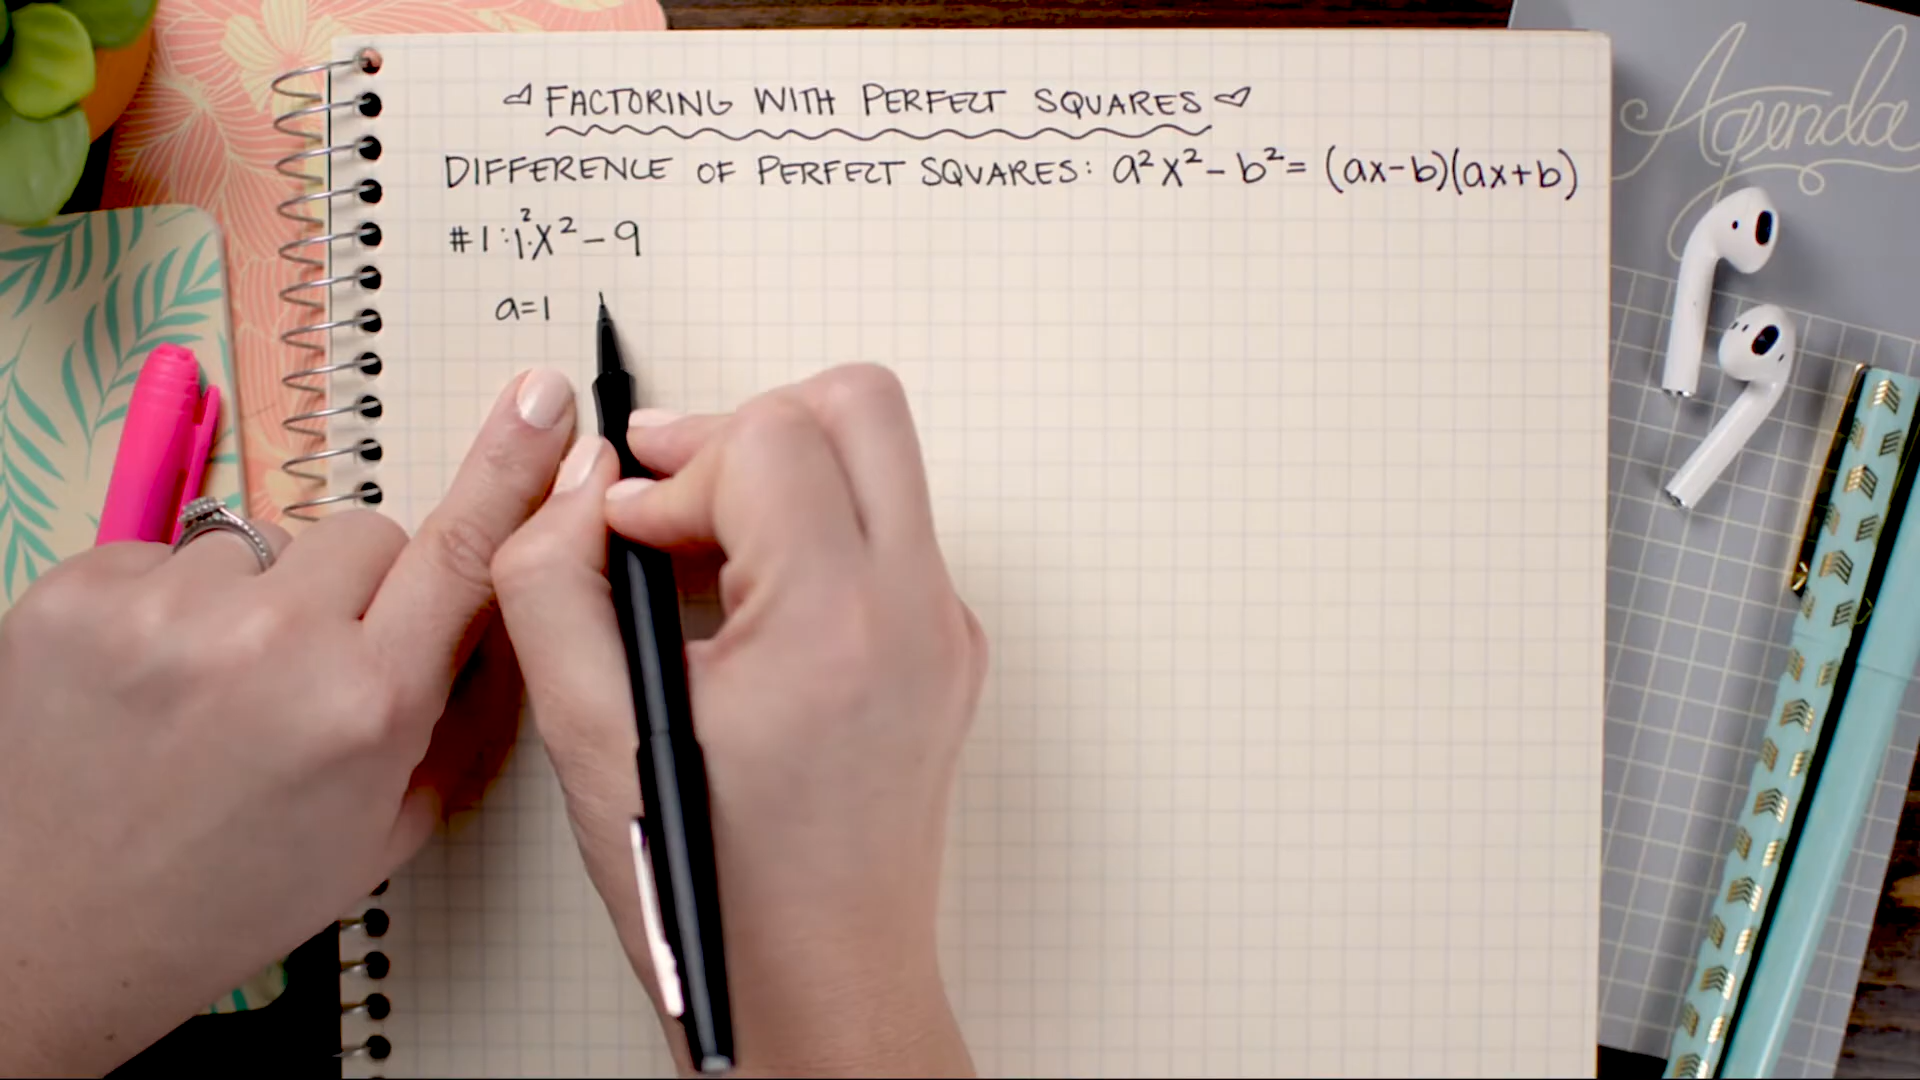 FACTORING WITH PERFECT SQUARES
DIFFERENCE OF PERFECT SQUARES: a²x² - b² = (ax-b)(ax+b)
#1: 1²·x² - 9
a=1
Agenda